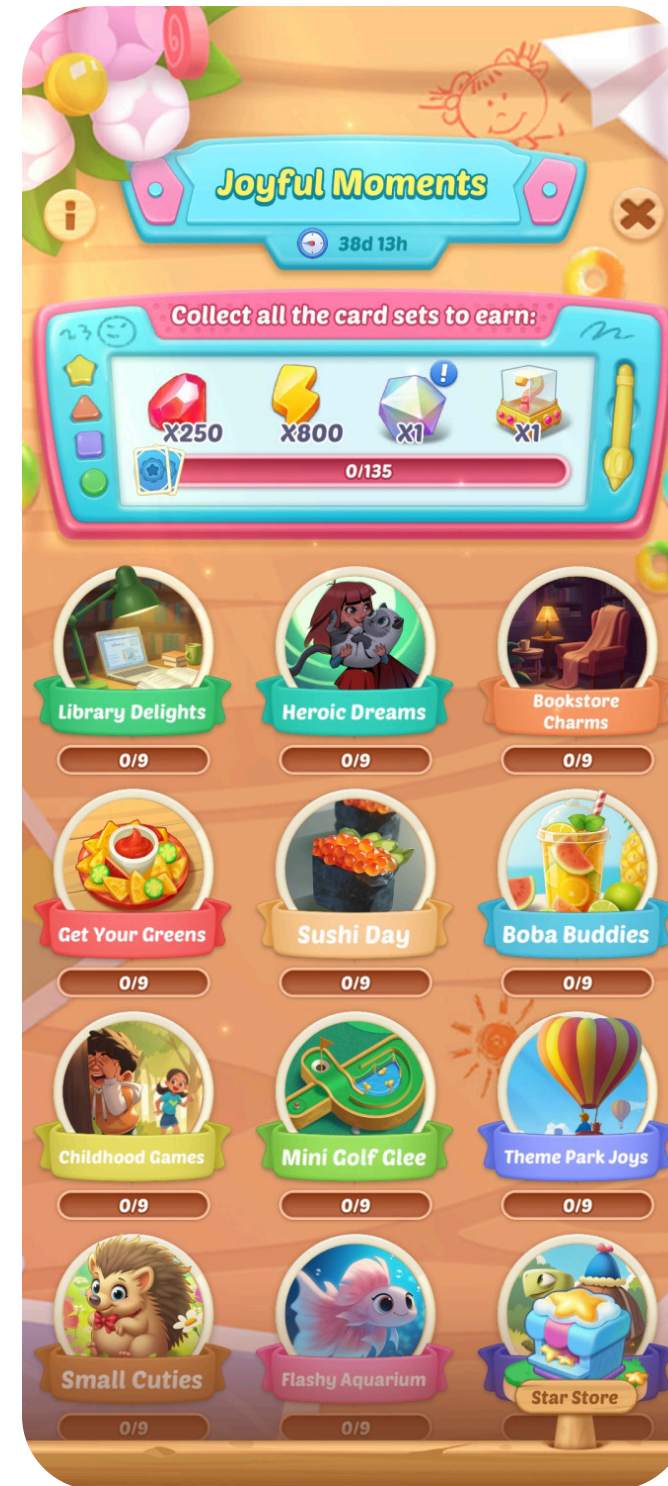 Joyful Moments
38d 13h
Collect all the card sets to earn:
X250 X800 X1 X1
0/135
Library Delights
Heroic Dreams
Bookstore
Charms
0/9 0/9 0/9
Get Your Greens
Sushi Day
Boba Buddies
0/9 0/9 0/9
Childhood Games
Mini Golf Glee
Theme Park Joys
0/9 0/9 0/9
Small Cuties
Flashy Aquarium
Star Store
0/9 0/9